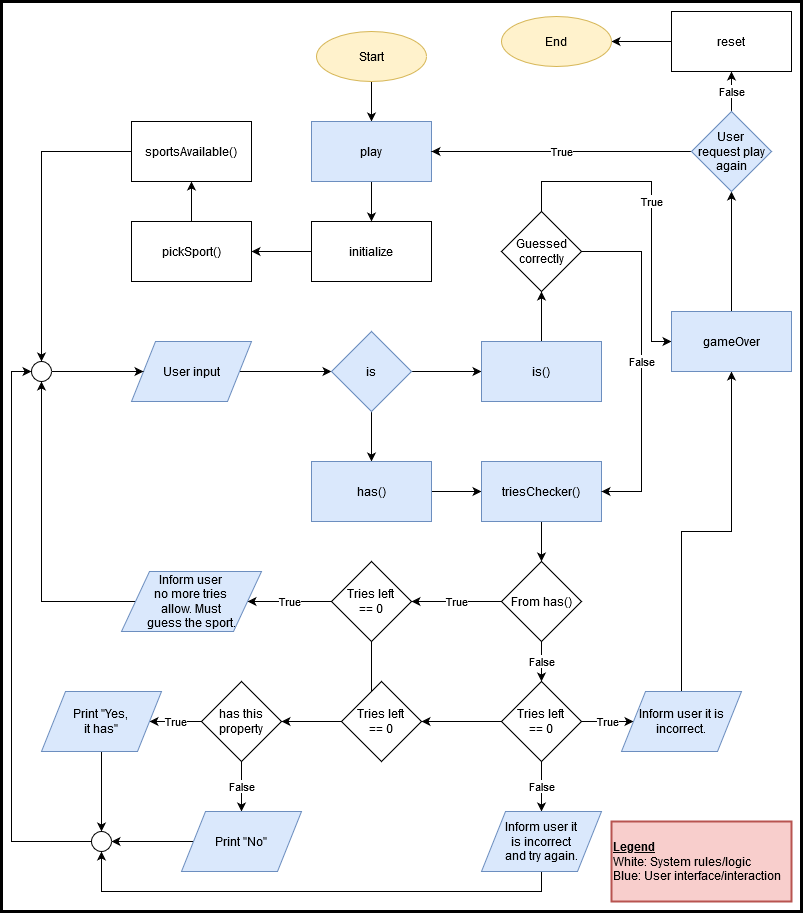 Start
End
reset
False
sportsAvailable()
play
True
User
request play
again
True
pickSport()
initialize
Guessed
correctly
gameOver
False
User input
is
is()
has()
triesChecker()
Inform user
no more tries
allow. Must
guess the sport.
True
Tries left
== 0
True
From has()
False
Print "Yes,
it has"
True
has this
property
Tries left
== 0
Tries left
== 0
True
Inform user it is
incorrect.
False
False
Print "No"
Inform user it
is incorrect
and try again.
Legend
White: System rules/logic
Blue: User interface/interaction